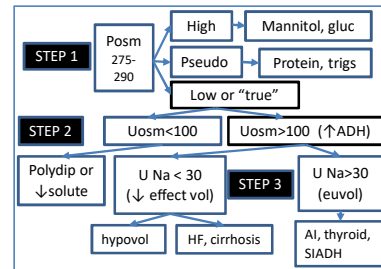 High
Mannitol, gluc
STEP 1
Posm
275-
290
Pseudo
Protein, trigs
Low or “true”
STEP 2
Uosm<100
Uosm>100 (↑ADH)
Polydip or
↓solute
U Na < 30
(↓ effect vol)
STEP 3
U Na>30
(euvol)
hypovol
HF, cirrhosis
AI, thyroid,
SIADH